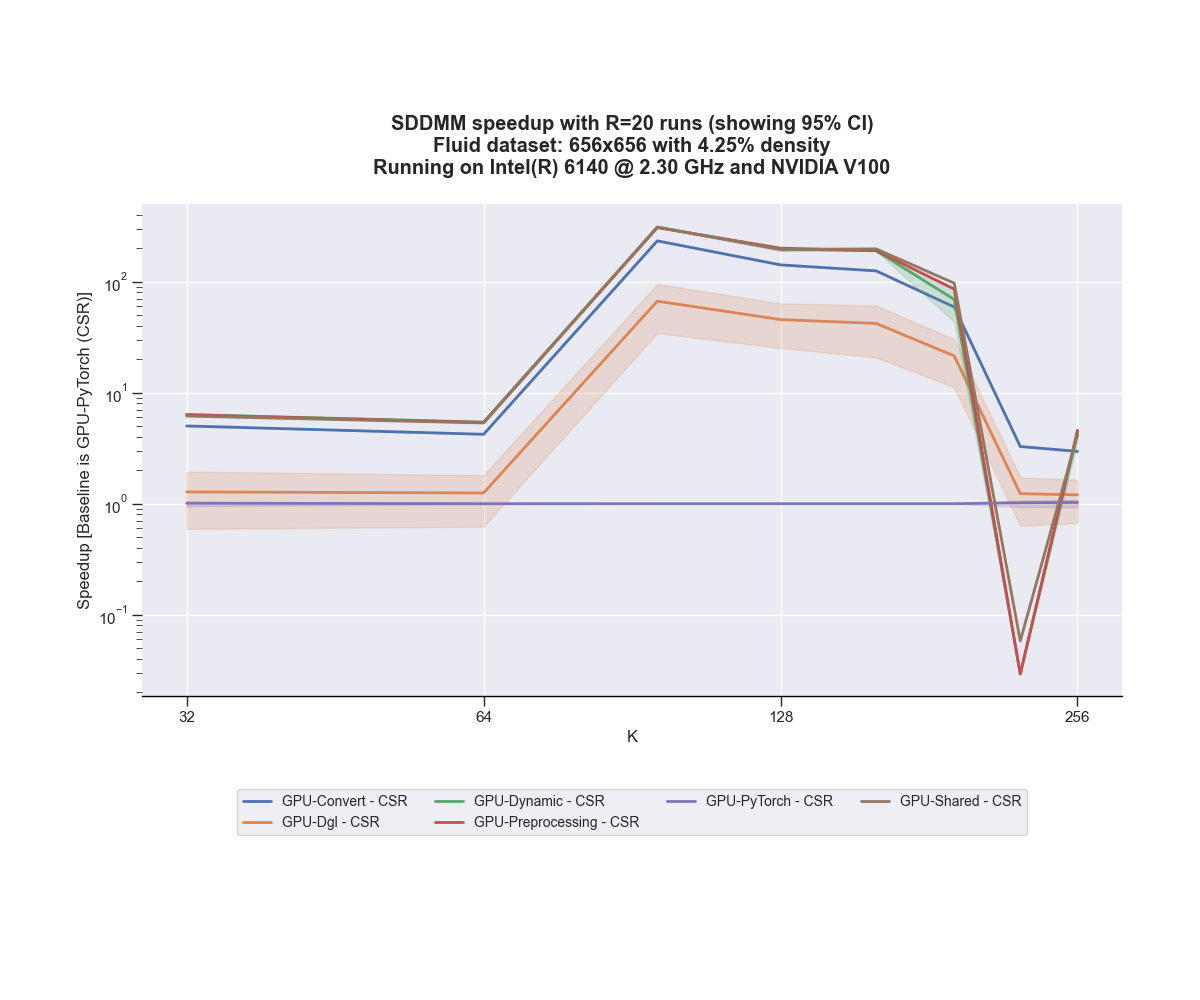 SDDMM speedup with R=20 runs (showing 95% CI)
Fluid dataset: 656x656 with 4.25% density
Running on Intel(R) 6140 @ 2.30 GHz and NVIDIA V100
Speedup [Baseline is GPU-PyTorch (CSR)]
10²
10¹
10⁰
10⁻¹
32 64 128 256
K
GPU-Convert - CSR GPU-Dynamic - CSR GPU-PyTorch - CSR GPU-Shared - CSR
GPU-Dgl - CSR GPU-Preprocessing - CSR